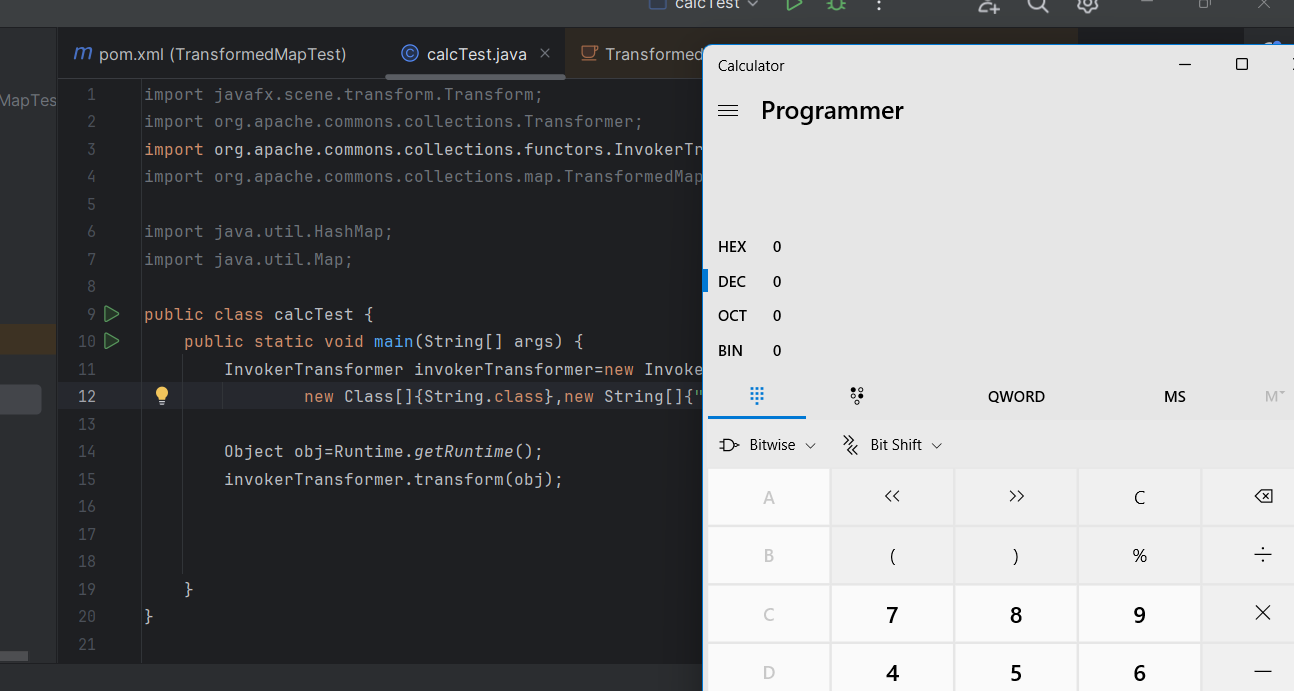 calcTest
pom.xml (TransformedMapTest)
calcTest.java
Transformed
MapTes
1 import javafx.scene.transform.Transform;
2 import org.apache.commons.collections.Transformer;
3 import org.apache.commons.collections.functors.InvokerTr
4 import org.apache.commons.collections.map.TransformedMap
5
6 import java.util.HashMap;
7 import java.util.Map;
8
9 public class calcTest {
10 public static void main(String[] args) {
11 InvokerTransformer invokerTransformer=new Invoke
12 new Class[]{String.class},new String[]{"
13
14 Object obj=Runtime.getRuntime();
15 invokerTransformer.transform(obj);
16
17
18
19 }
20 }
21
Calculator
Programmer
HEX 0
DEC 0
OCT 0
BIN 0
QWORD MS M˅
Bitwise Bit Shift
A << >> C
B ( ) % ÷
C 7 8 9 ×
D 4 5 6 −